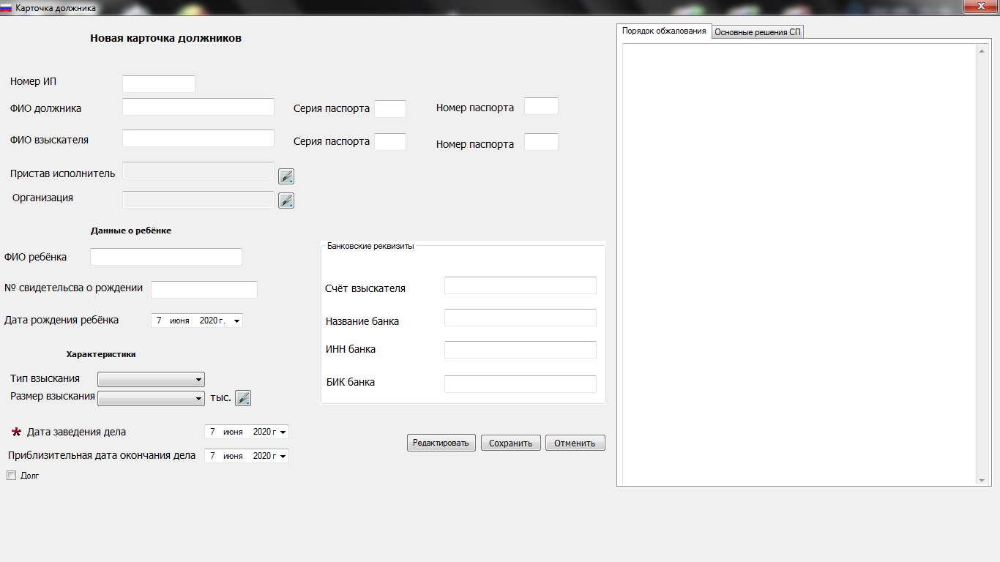 Карточка должника
Новая карточка должников
Номер ИП
ФИО должника
Серия паспорта
Номер паспорта
ФИО взыскателя
Серия паспорта
Номер паспорта
Пристав исполнитель
Организация
Данные о ребёнке
ФИО ребёнка
№ свидетельсва о рождении
Дата рождения ребёнка
7 июня 2020 г.
Характеристики
Тип взыскания
Размер взыскания
тыс.
* Дата заведения дела
7 июня 2020 г
Приблизительная дата окончания дела
7 июня 2020 г
Долг
Банковские реквизиты
Счёт взыскателя
Название банка
ИНН банка
БИК банка
Редактировать
Сохранить
Отменить
Порядок обжалования
Основные решения СП